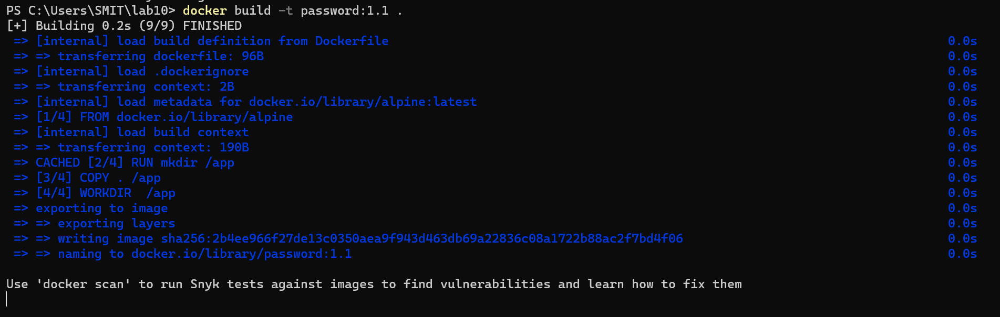 PS C:\Users\SMIT\lab10> docker build -t password:1.1 .
[+] Building 0.2s (9/9) FINISHED
=> [internal] load build definition from Dockerfile 0.0s
=> => transferring dockerfile: 96B 0.0s
=> [internal] load .dockerignore 0.0s
=> => transferring context: 2B 0.0s
=> [internal] load metadata for docker.io/library/alpine:latest 0.0s
=> [1/4] FROM docker.io/library/alpine 0.0s
=> [internal] load build context 0.0s
=> => transferring context: 190B 0.0s
=> CACHED [2/4] RUN mkdir /app 0.0s
=> [3/4] COPY . /app 0.0s
=> [4/4] WORKDIR  /app 0.0s
=> exporting to image 0.0s
=> => exporting layers 0.0s
=> => writing image sha256:2b4ee966f27de13c0350aea9f943d463db69a22836c08a1722b88ac2f7bd4f06 0.0s
=> => naming to docker.io/library/password:1.1 0.0s
Use 'docker scan' to run Snyk tests against images to find vulnerabilities and learn how to fix them